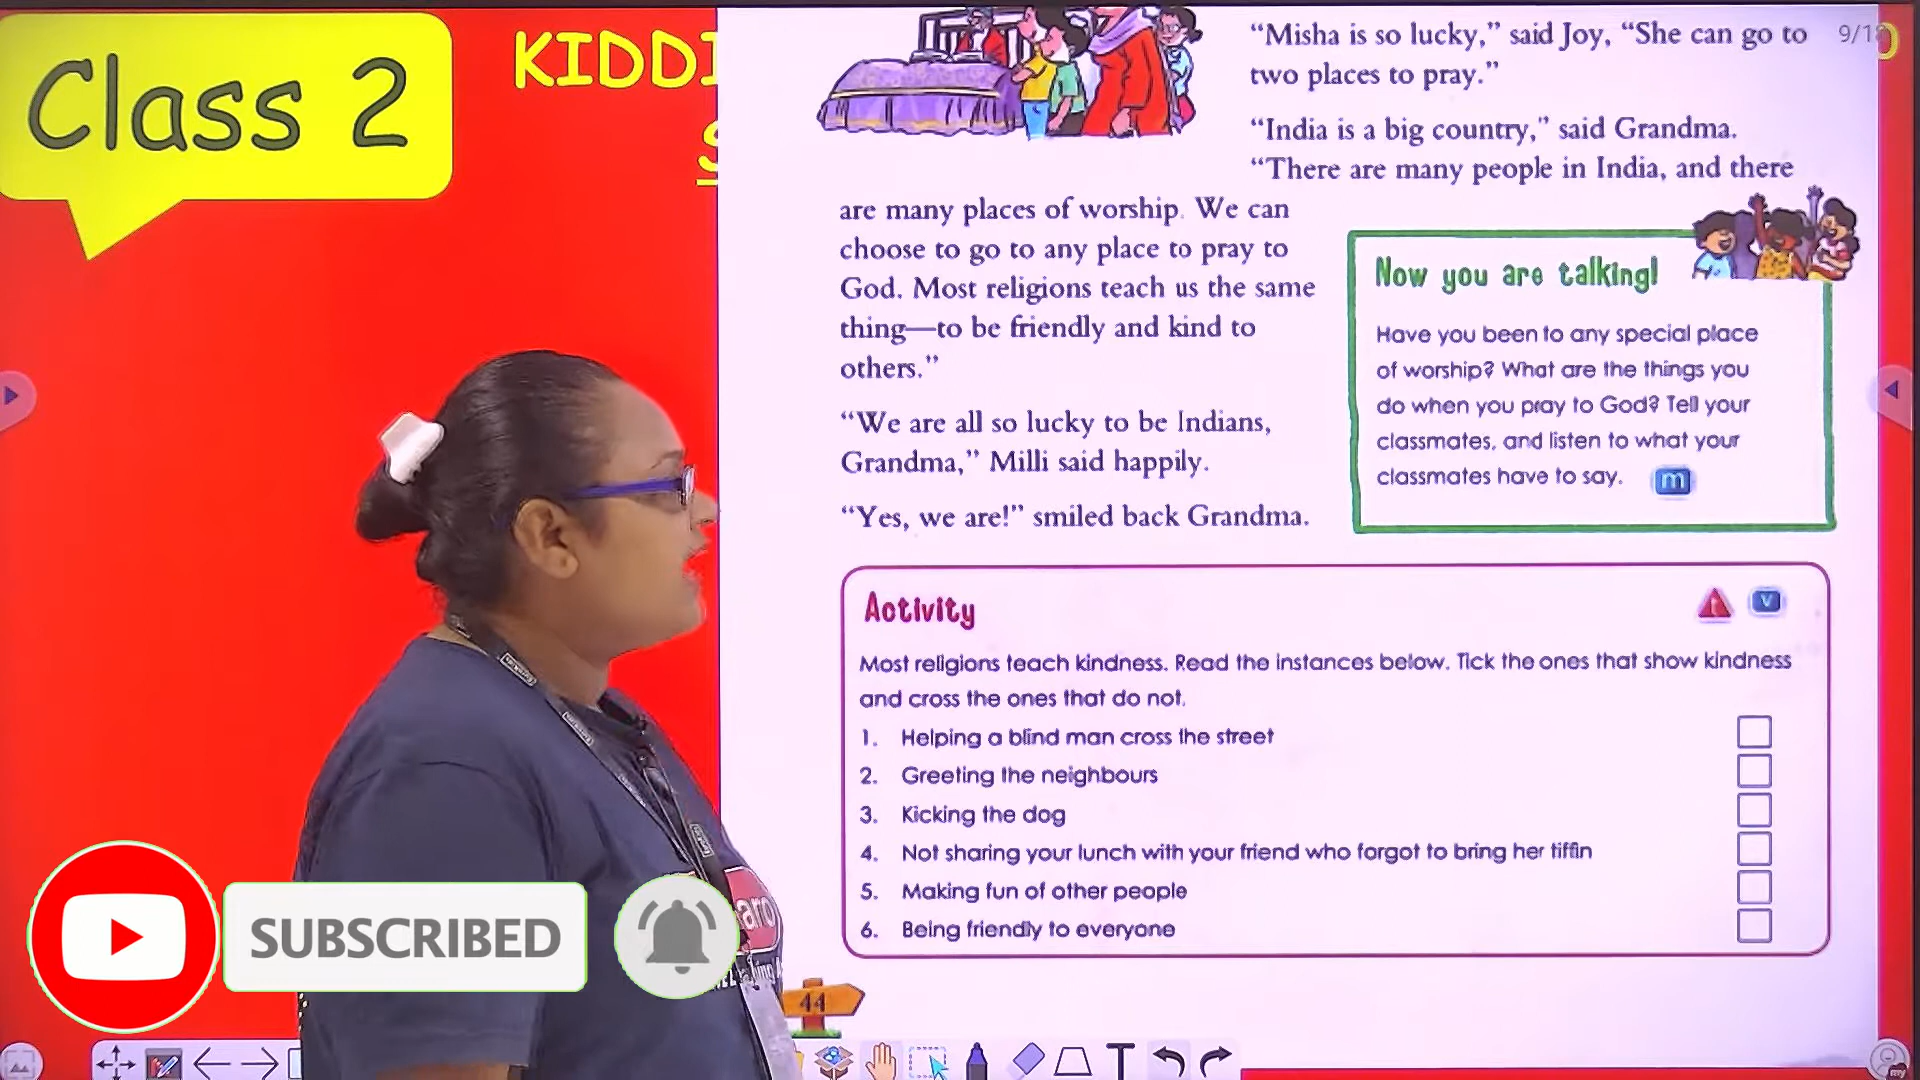 Class 2
KIDDI
S
9/18
"Misha is so lucky," said Joy, "She can go to
two places to pray."
"India is a big country," said Grandma.
"There are many people in India, and there
are many places of worship. We can
choose to go to any place to pray to
God. Most religions teach us the same
thing—to be friendly and kind to
others."
"We are all so lucky to be Indians,
Grandma," Milli said happily.
"Yes, we are!" smiled back Grandma.
Now you are talking!
Have you been to any special place
of worship? What are the things you
do when you pray to God? Tell your
classmates, and listen to what your
classmates have to say. m
Activity
V
Most religions teach kindness. Read the instances below. Tick the ones that show kindness
and cross the ones that do not.
1. Helping a blind man cross the street
2. Greeting the neighbours
3. Kicking the dog
4. Not sharing your lunch with your friend who forgot to bring her tiffin
5. Making fun of other people
6. Being friendly to everyone
SUBSCRIBED
44
T
my